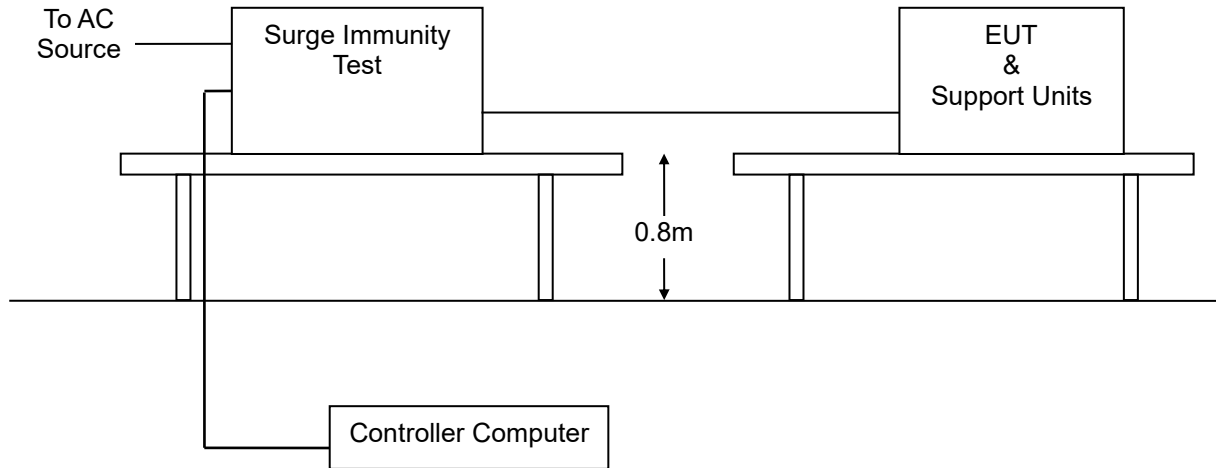 To AC
Source
Surge Immunity
Test
EUT
&
Support Units
0.8m
Controller Computer